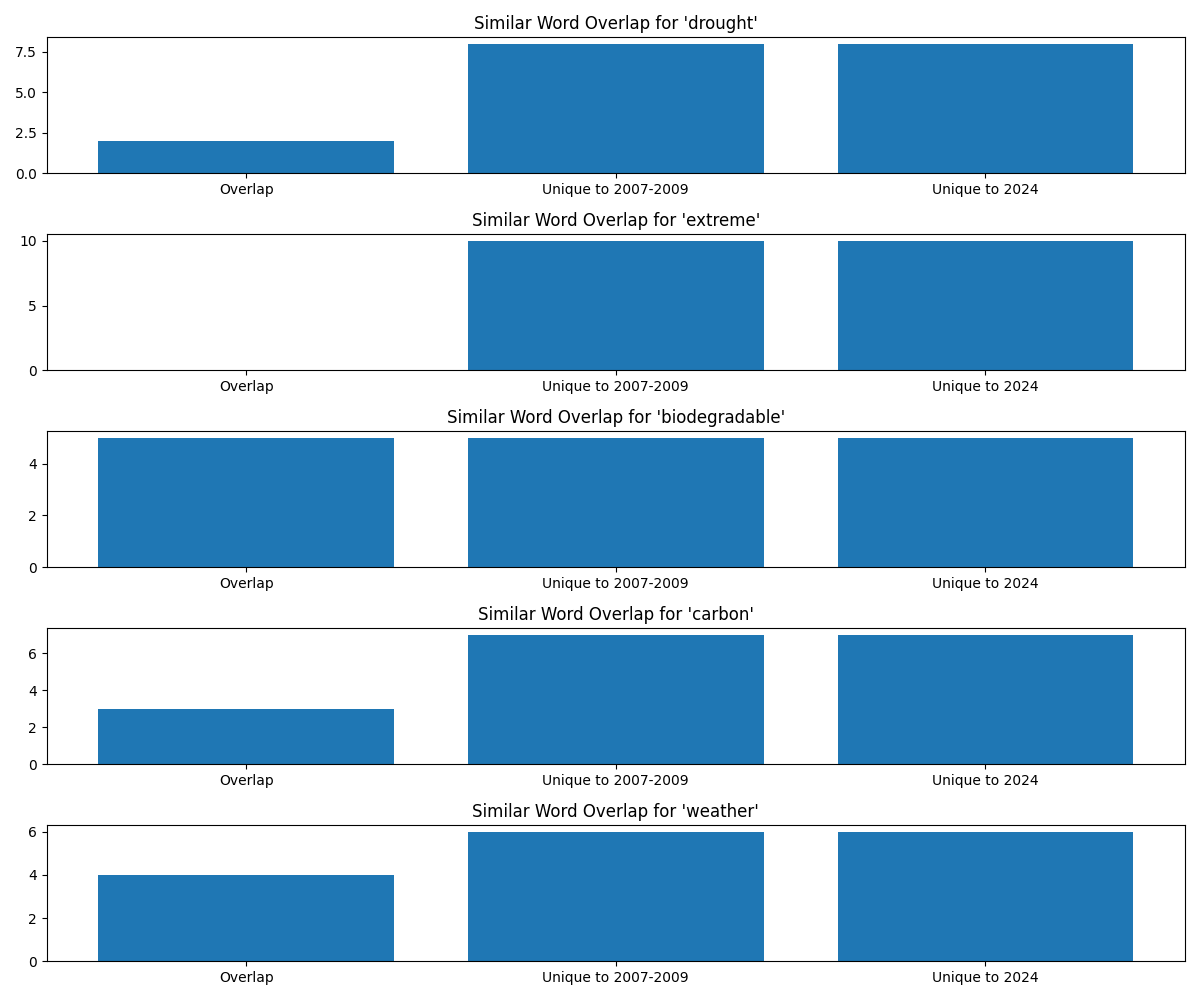 Similar Word Overlap for 'drought'
7.5
5.0
2.5
0.0
Overlap Unique to 2007-2009 Unique to 2024
Similar Word Overlap for 'extreme'
10
5
0
Overlap Unique to 2007-2009 Unique to 2024
Similar Word Overlap for 'biodegradable'
4
2
0
Overlap Unique to 2007-2009 Unique to 2024
Similar Word Overlap for 'carbon'
6
4
2
0
Overlap Unique to 2007-2009 Unique to 2024
Similar Word Overlap for 'weather'
6
4
2
0
Overlap Unique to 2007-2009 Unique to 2024